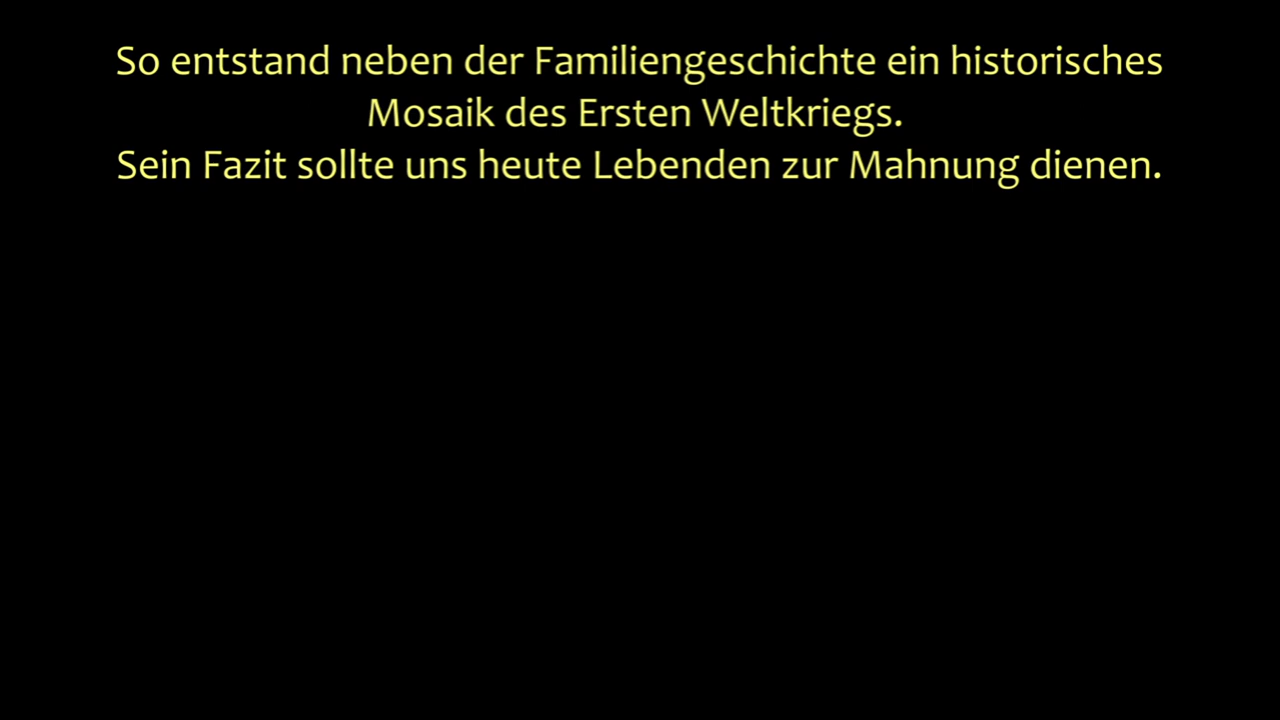 So entstand neben der Familiengeschichte ein historisches
Mosaik des Ersten Weltkriegs.
Sein Fazit sollte uns heute Lebenden zur Mahnung dienen.